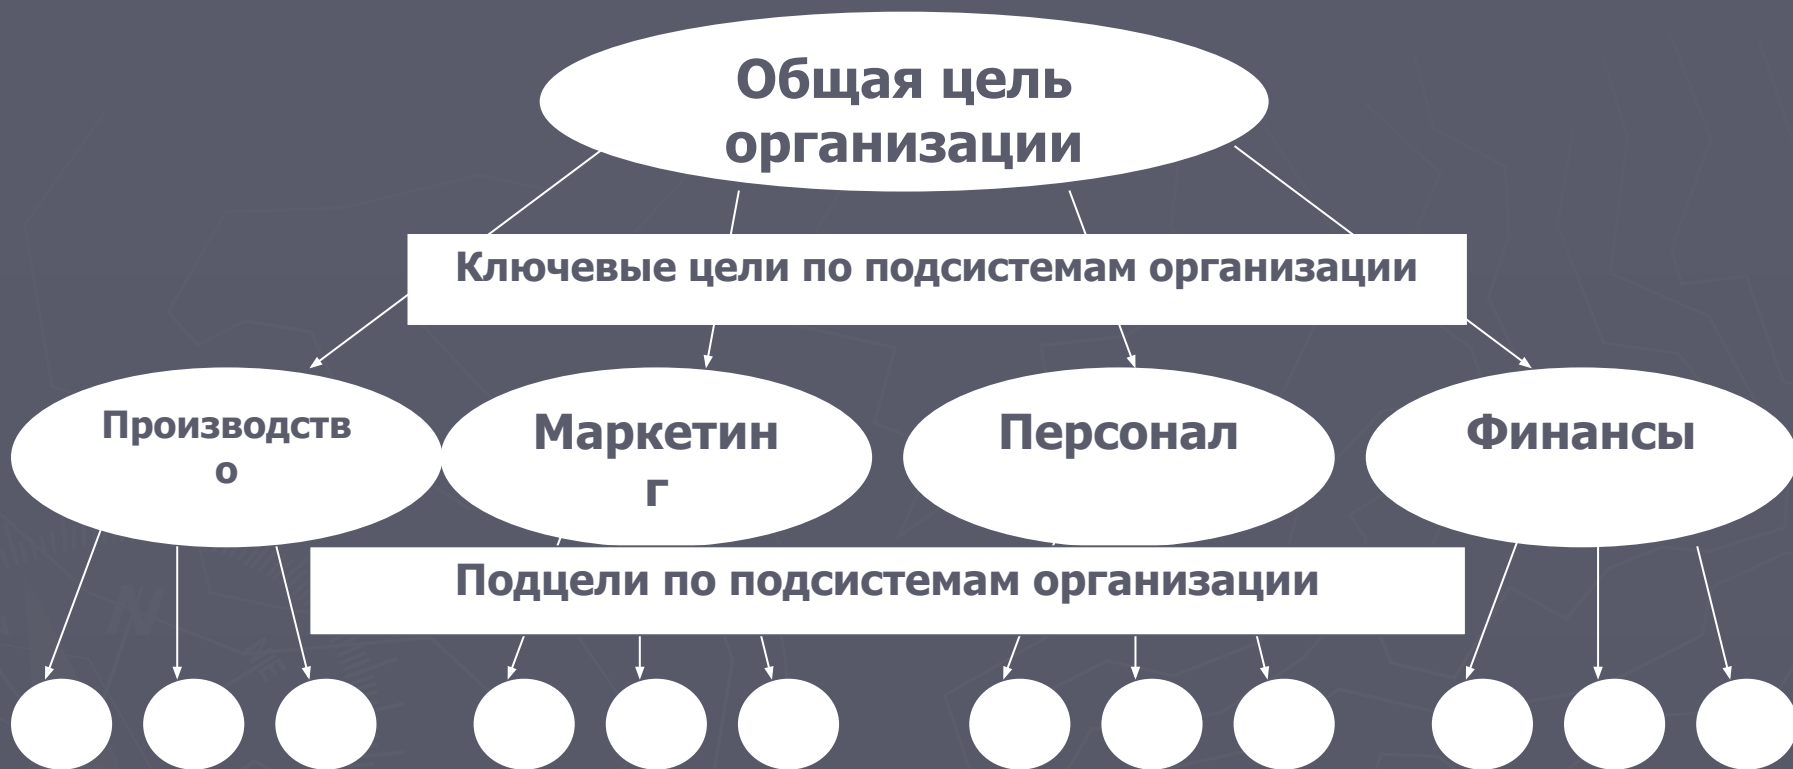 Общая цель
организации
Ключевые цели по подсистемам организации
Производств
о
Маркетин
г
Персонал
Финансы
Подцели по подсистемам организации